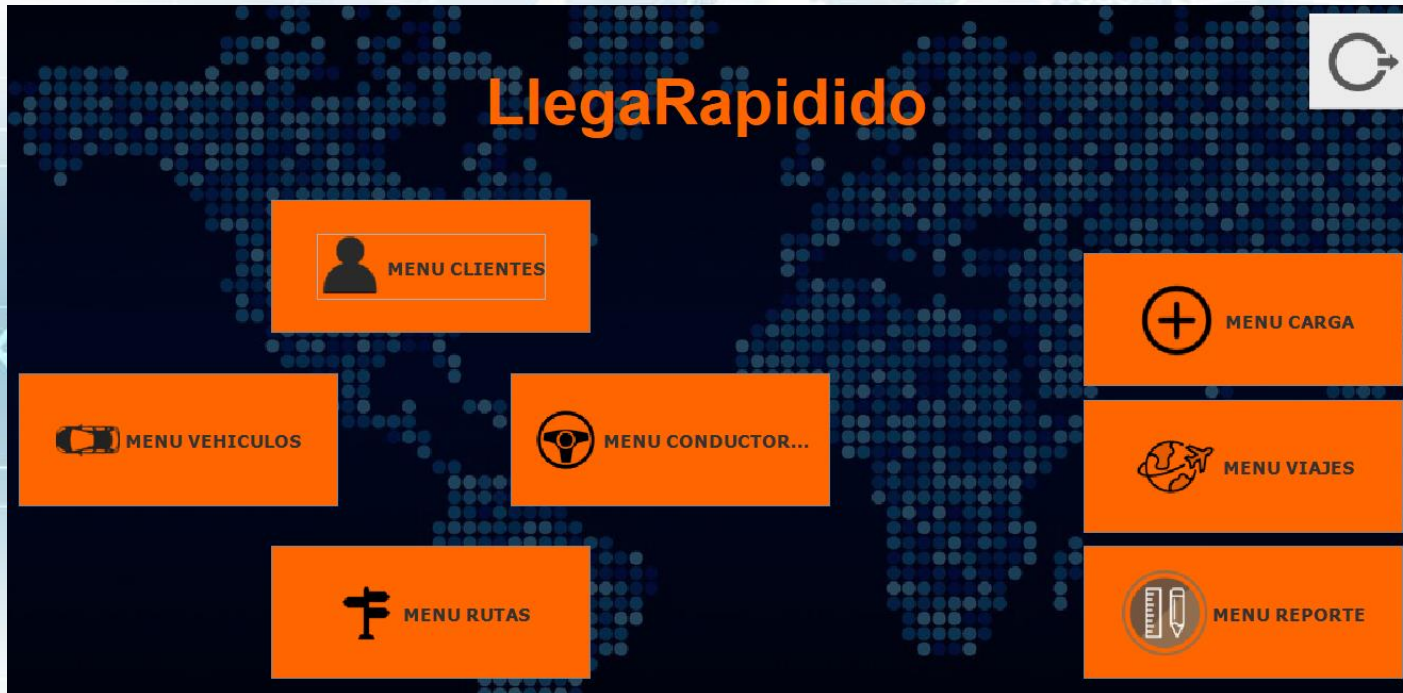 LlegaRapidido
MENU CLIENTES
MENU CARGA
MENU VEHICULOS
MENU CONDUCTOR...
MENU VIAJES
MENU RUTAS
MENU REPORTE